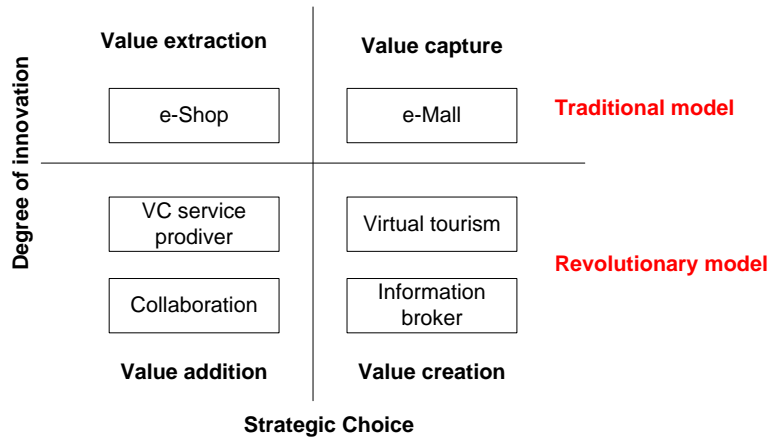 Value extraction
Value capture
Degree of innovation
e-Shop
e-Mall
Traditional model
VC service
prodiver
Virtual tourism
Revolutionary model
Collaboration
Information
broker
Value addition
Value creation
Strategic Choice